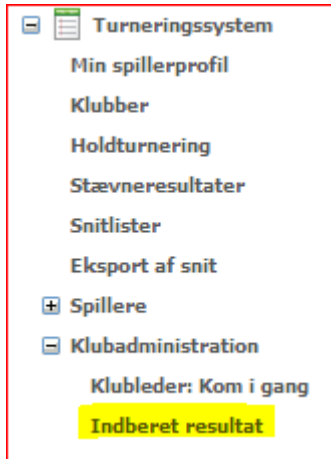 Turneringssystem
Min spillerprofil
Klubber
Holdturnering
Stævneresultater
Snitlister
Eksport af snit
Spillere
Klubadministration
Klubleder: Kom i gang
Indberet resultat